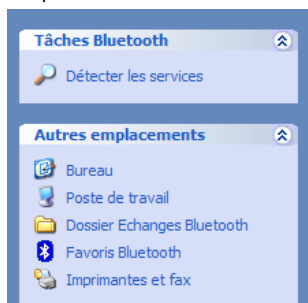 Tâches Bluetooth
Détecter les services
Autres emplacements
Bureau
Poste de travail
Dossier Echanges Bluetooth
Favoris Bluetooth
Imprimantes et fax